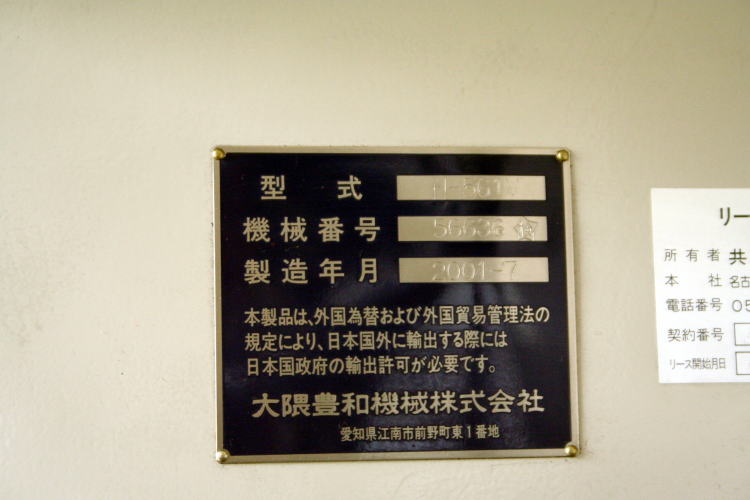 型 式
機械番号 56636
製造年月 2001-7
本製品は、外国為替および外国貿易管理法の
規定により、日本国外に輸出する際には
日本国政府の輸出許可が必要です。
大隈豊和機械株式会社
愛知県江南市前野町東1番地
リー
所有者 共
本 社 名古
電話番号 05
契約番号
リース開始月日